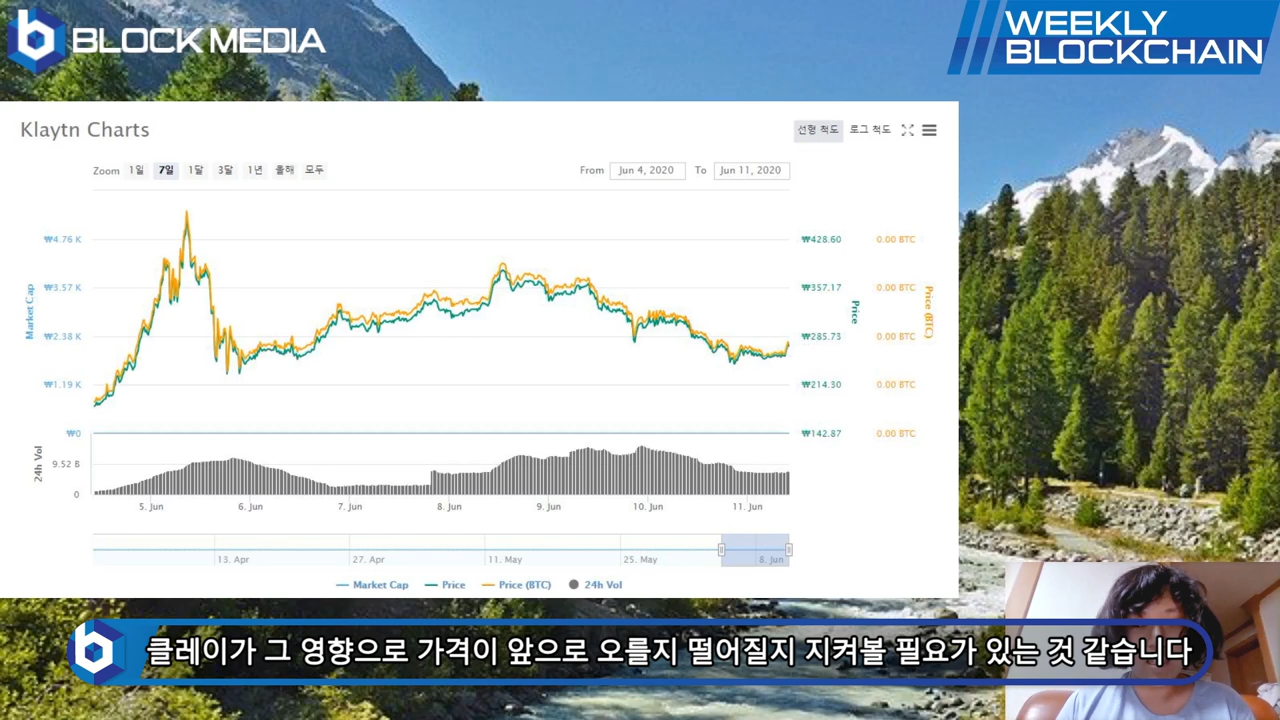 BLOCK MEDIA
WEEKLY
BLOCKCHAIN
Klaytn Charts
선형 척도 로그 척도
Zoom 1일 7일 1달 3달 1년 올해 모두
From Jun 4, 2020 To Jun 11, 2020
₩4.76 K ₩428.60 0.00 BTC
₩3.57 K ₩357.17 0.00 BTC
₩2.38 K ₩285.73 0.00 BTC
₩1.19 K ₩214.30 0.00 BTC
₩0 ₩142.87 0.00 BTC
Market Cap
Price
Price (BTC)
24h Vol
9.52 B
0
5. Jun 6. Jun 7. Jun 8. Jun 9. Jun 10. Jun 11. Jun
13. Apr 27. Apr 11. May 25. May 8. Jun
Market Cap Price Price (BTC) 24h Vol
클레이가 그 영향으로 가격이 앞으로 오를지 떨어질지 지켜볼 필요가 있는 것 같습니다